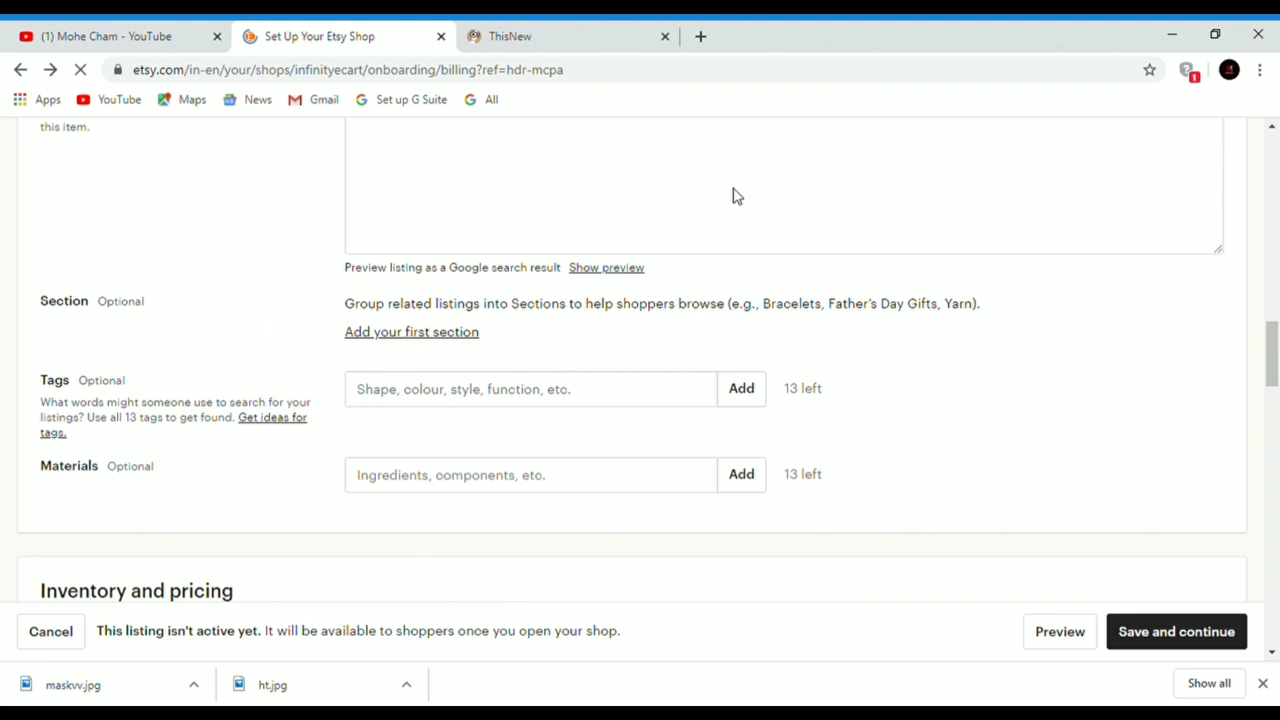 (1) Mohe Cham - YouTube
Set Up Your Etsy Shop
ThisNew
etsy.com/in-en/your/shops/infinityecart/onboarding/billing?ref=hdr-mcpa
1
Apps
YouTube
Maps
News
Gmail
Set up G Suite
All
this item.
Preview listing as a Google search result Show preview
Section Optional
Group related listings into Sections to help shoppers browse (e.g., Bracelets, Father's Day Gifts, Yarn).
Add your first section
Tags Optional
What words might someone use to search for your
listings? Use all 13 tags to get found. Get ideas for
tags.
Shape, colour, style, function, etc.
Add
13 left
Materials Optional
Ingredients, components, etc.
Add
13 left
Inventory and pricing
Cancel
This listing isn't active yet. It will be available to shoppers once you open your shop.
Preview
Save and continue
maskvv.jpg
ht.jpg
Show all